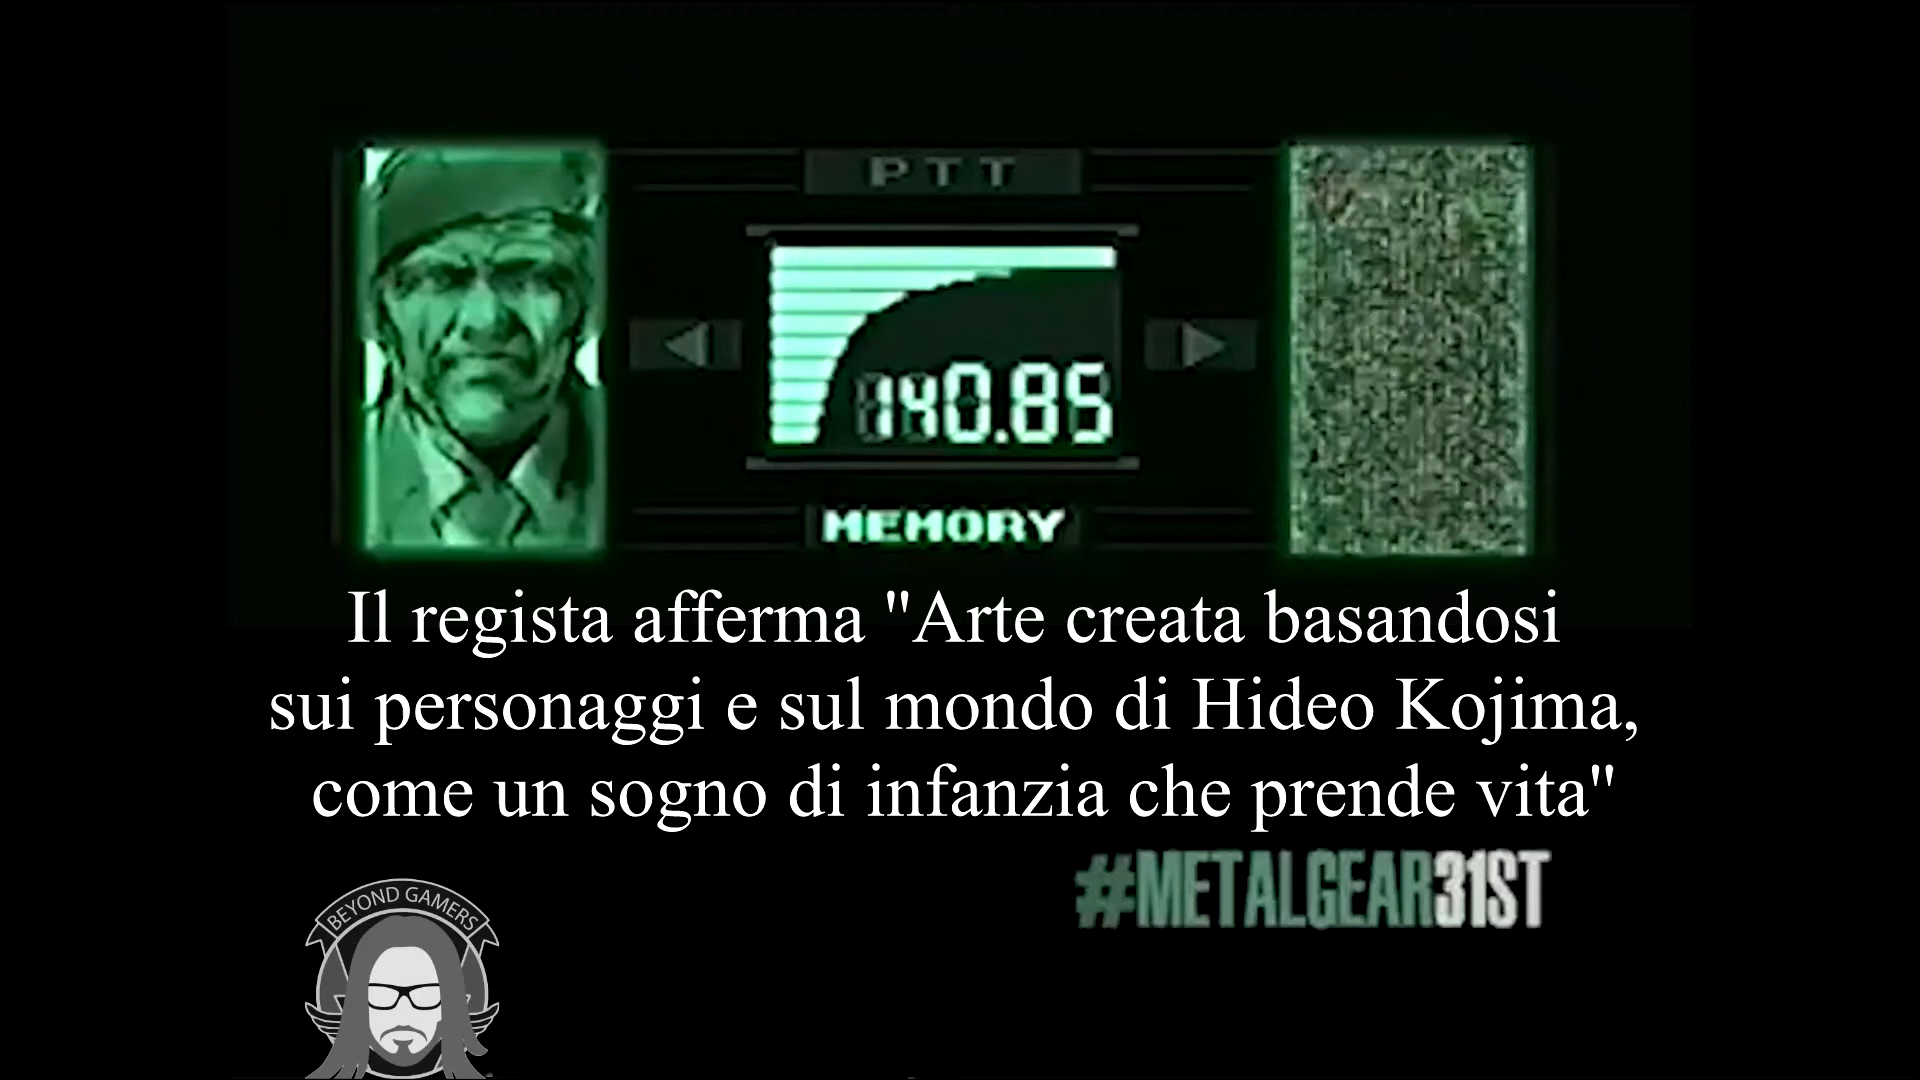 PTT
140.85
MEMORY
Il regista afferma "Arte creata basandosi
sui personaggi e sul mondo di Hideo Kojima,
come un sogno di infanzia che prende vita"
#METALGEAR31ST
BEYOND GAMERS